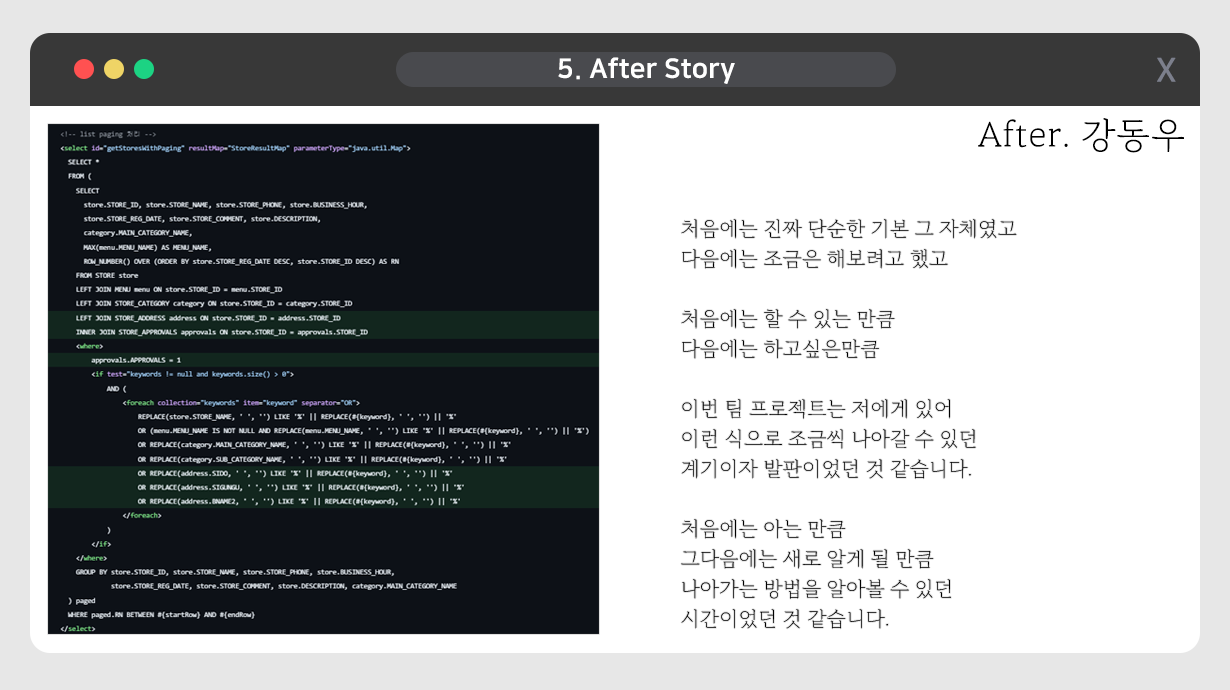 5. After Story
X
<!-- list paging 처리 -->
<select id="getStoresWithPaging" resultMap="StoreResultMap" parameterType="java.util.Map">
SELECT *
FROM (
SELECT
store.STORE_ID, store.STORE_NAME, store.STORE_PHONE, store.BUSINESS_HOUR,
store.STORE_REG_DATE, store.STORE_COMMENT, store.DESCRIPTION,
category.MAIN_CATEGORY_NAME,
MAX(menu.MENU_NAME) AS MENU_NAME,
ROW_NUMBER() OVER (ORDER BY store.STORE_REG_DATE DESC, store.STORE_ID DESC) AS RN
FROM STORE store
LEFT JOIN MENU menu ON store.STORE_ID = menu.STORE_ID
LEFT JOIN STORE_CATEGORY category ON store.STORE_ID = category.STORE_ID
LEFT JOIN STORE_ADDRESS address ON store.STORE_ID = address.STORE_ID
INNER JOIN STORE_APPROVALS approvals ON store.STORE_ID = approvals.STORE_ID
<where>
approvals.APPROVALS = 1
<if test="keywords != null and keywords.size() > 0">
AND (
<foreach collection="keywords" item="keyword" separator="OR">
REPLACE(store.STORE_NAME, ' ', '') LIKE '%' || REPLACE(#{keyword}, ' ', '') || '%'
OR (menu.MENU_NAME IS NOT NULL AND REPLACE(menu.MENU_NAME, ' ', '') LIKE '%' || REPLACE(#{keyword}, ' ', '') || '%')
OR REPLACE(category.MAIN_CATEGORY_NAME, ' ', '') LIKE '%' || REPLACE(#{keyword}, ' ', '') || '%'
OR REPLACE(category.SUB_CATEGORY_NAME, ' ', '') LIKE '%' || REPLACE(#{keyword}, ' ', '') || '%'
OR REPLACE(address.SIDO, ' ', '') LIKE '%' || REPLACE(#{keyword}, ' ', '') || '%'
OR REPLACE(address.SIGUNGU, ' ', '') LIKE '%' || REPLACE(#{keyword}, ' ', '') || '%'
OR REPLACE(address.BNAME2, ' ', '') LIKE '%' || REPLACE(#{keyword}, ' ', '') || '%'
</foreach>
)
</if>
</where>
GROUP BY store.STORE_ID, store.STORE_NAME, store.STORE_PHONE, store.BUSINESS_HOUR,
store.STORE_REG_DATE, store.STORE_COMMENT, store.DESCRIPTION, category.MAIN_CATEGORY_NAME
) paged
WHERE paged.RN BETWEEN #{startRow} AND #{endRow}
</select>
After. 강동우
처음에는 진짜 단순한 기본 그 자체였고
다음에는 조금은 해보려고 했고
처음에는 할 수 있는 만큼
다음에는 하고싶은만큼
이번 팀 프로젝트는 저에게 있어
이런 식으로 조금씩 나아갈 수 있던
계기이자 발판이었던 것 같습니다.
처음에는 아는 만큼
그다음에는 새로 알게 될 만큼
나아가는 방법을 알아볼 수 있던
시간이었던 것 같습니다.